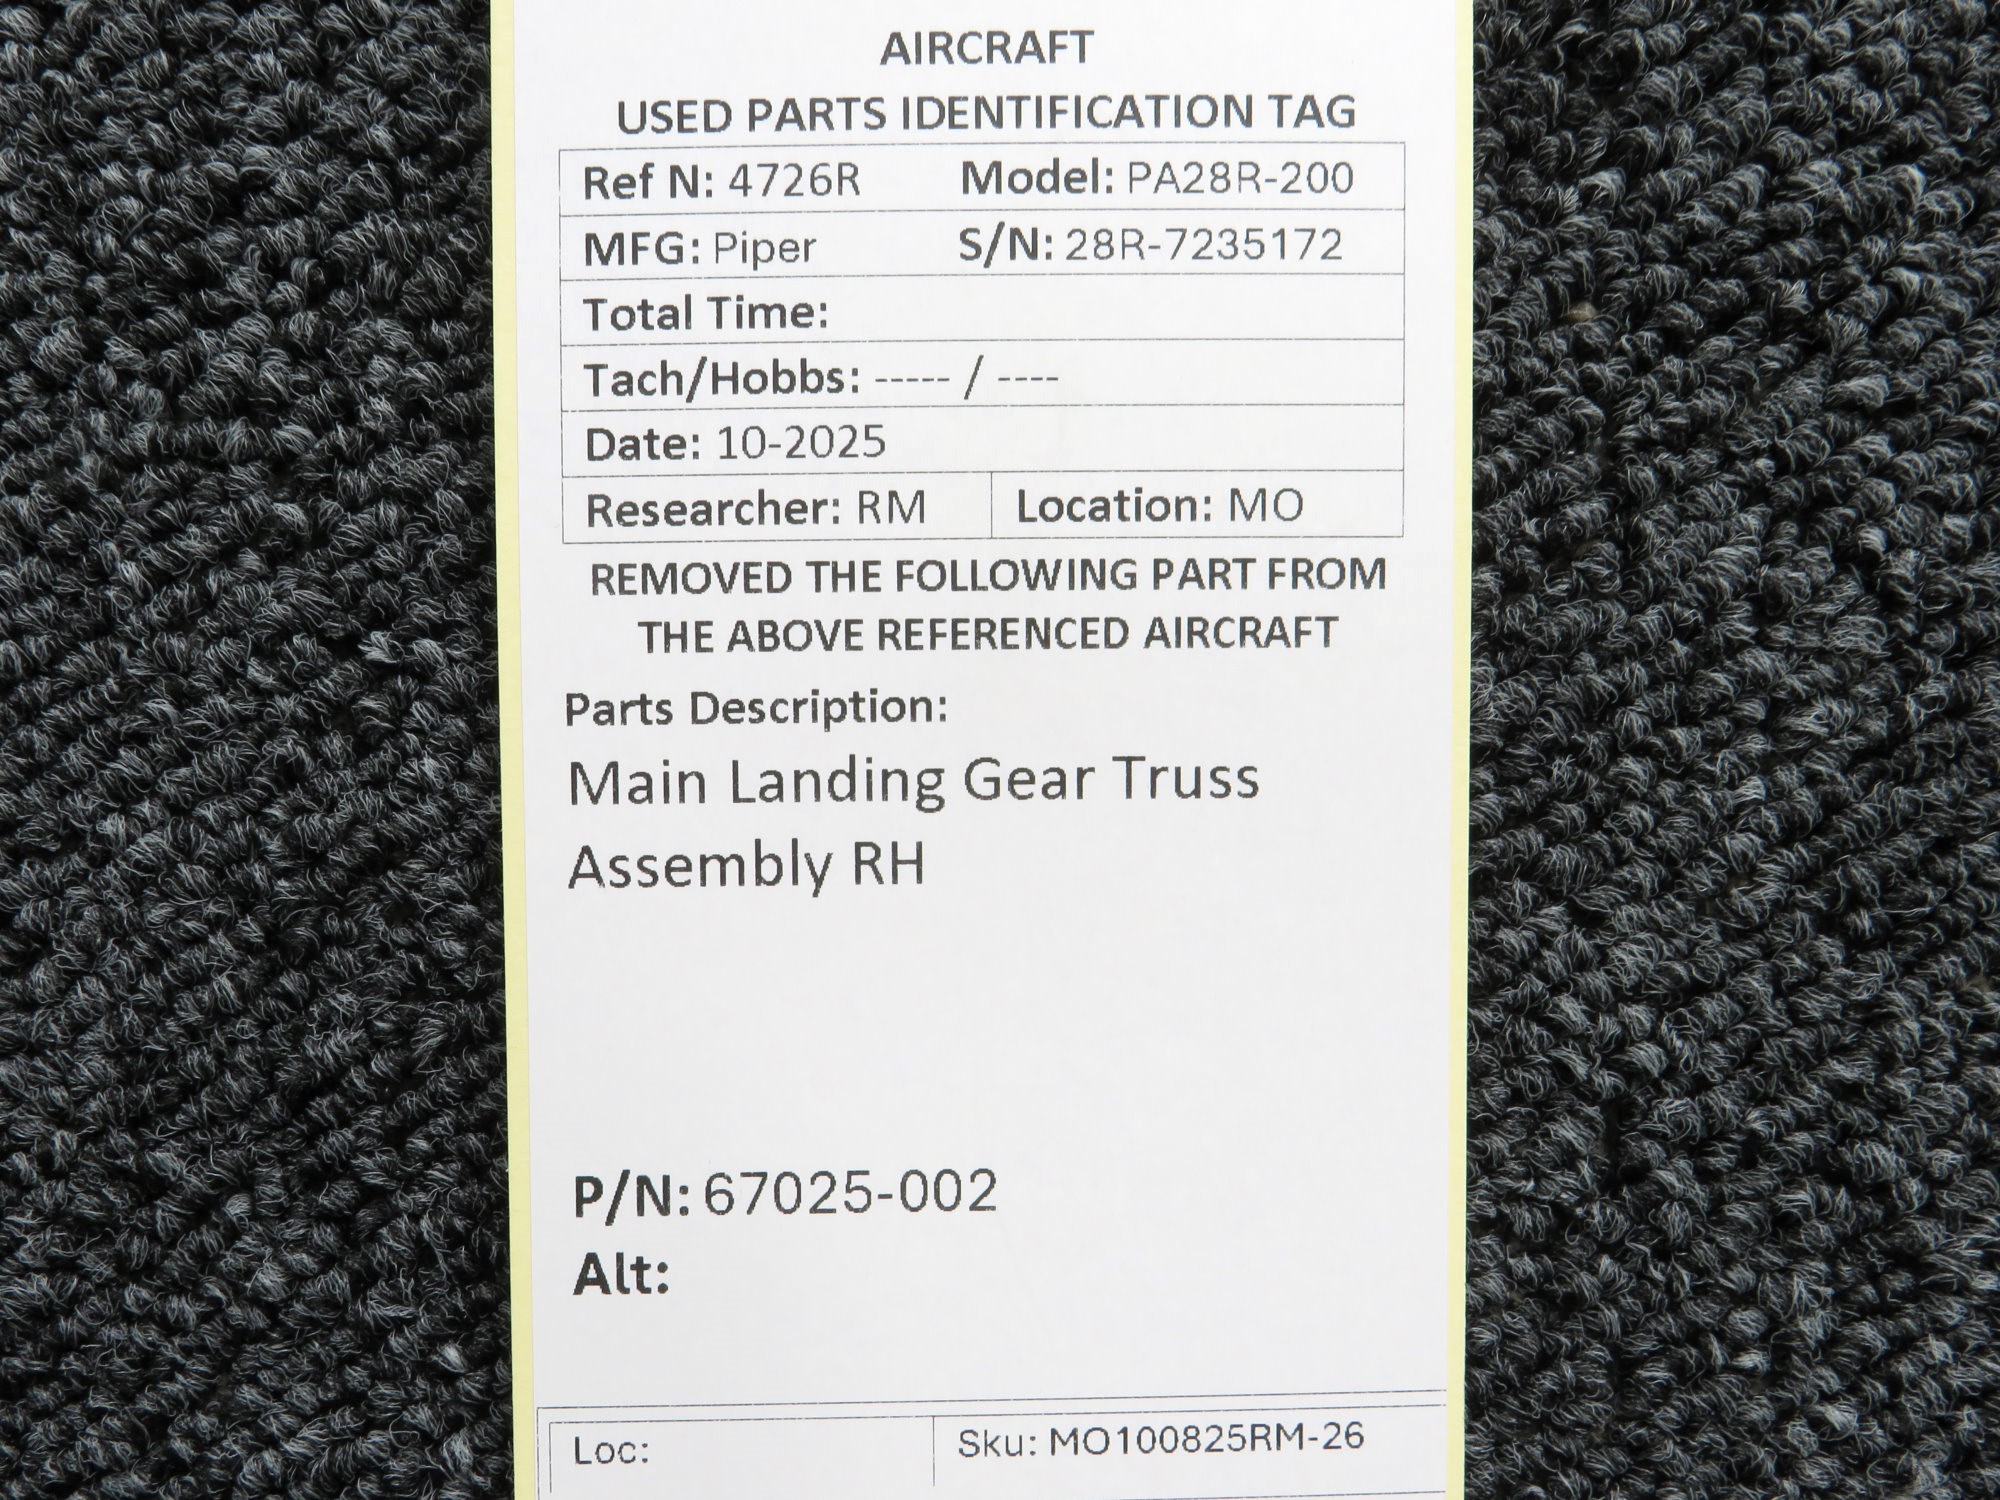 AIRCRAFT
USED PARTS IDENTIFICATION TAG
Ref N: 4726R Model: PA28R-200
MFG: Piper S/N: 28R-7235172
Total Time:
Tach/Hobbs: ----- / ----
Date: 10-2025
Researcher: RM Location: MO
REMOVED THE FOLLOWING PART FROM
THE ABOVE REFERENCED AIRCRAFT
Parts Description:
Main Landing Gear Truss
Assembly RH
P/N: 67025-002
Alt:
Loc: Sku: MO100825RM-26